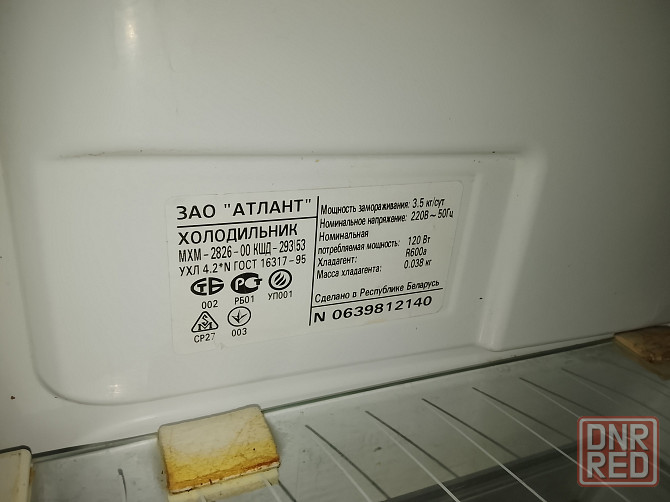 ЗАО "АТЛАНТ"
ХОЛОДИЛЬНИК
МХМ - 2826 - 00 КШД - 293|53
УХЛ 4.2*N ГОСТ 16317 - 95
002 РБ01 УП001
СР27 003
Мощность замораживания: 3.5 кг/сут
Номинальное напряжение: 220В ~ 50Гц
Номинальная
потребляемая мощность: 120 Вт
Хладагент: R600a
Масса хладагента: 0.038 кг
Сделано в Республике Беларусь
N 0639812140
DNR
RED